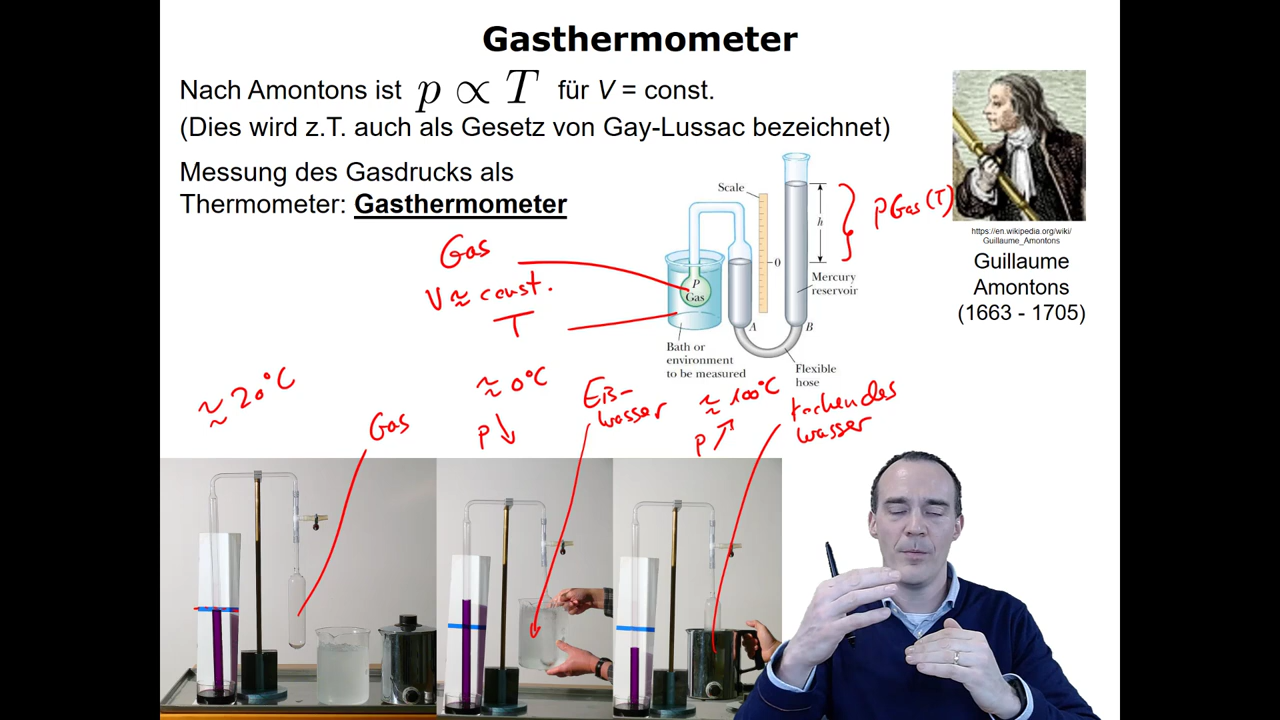 Gasthermometer
Nach Amontons ist p ∝ T für V = const.
(Dies wird z.T. auch als Gesetz von Gay-Lussac bezeichnet)
Messung des Gasdrucks als
Thermometer: Gasthermometer
Scale
h
0
P
Gas
Mercury
reservoir
A
B
Bath or
environment
to be measured
Flexible
hose
pGas (T)
https://en.wikipedia.org/wiki/
Guillaume_Amontons
Guillaume
Amontons
(1663 - 1705)
Gas
V ≈ const.
T
≈ 20°C
Gas
≈ 0°C
p ↓
Eis-
wasser
≈ 100°C
p ↗
kochendes
wasser